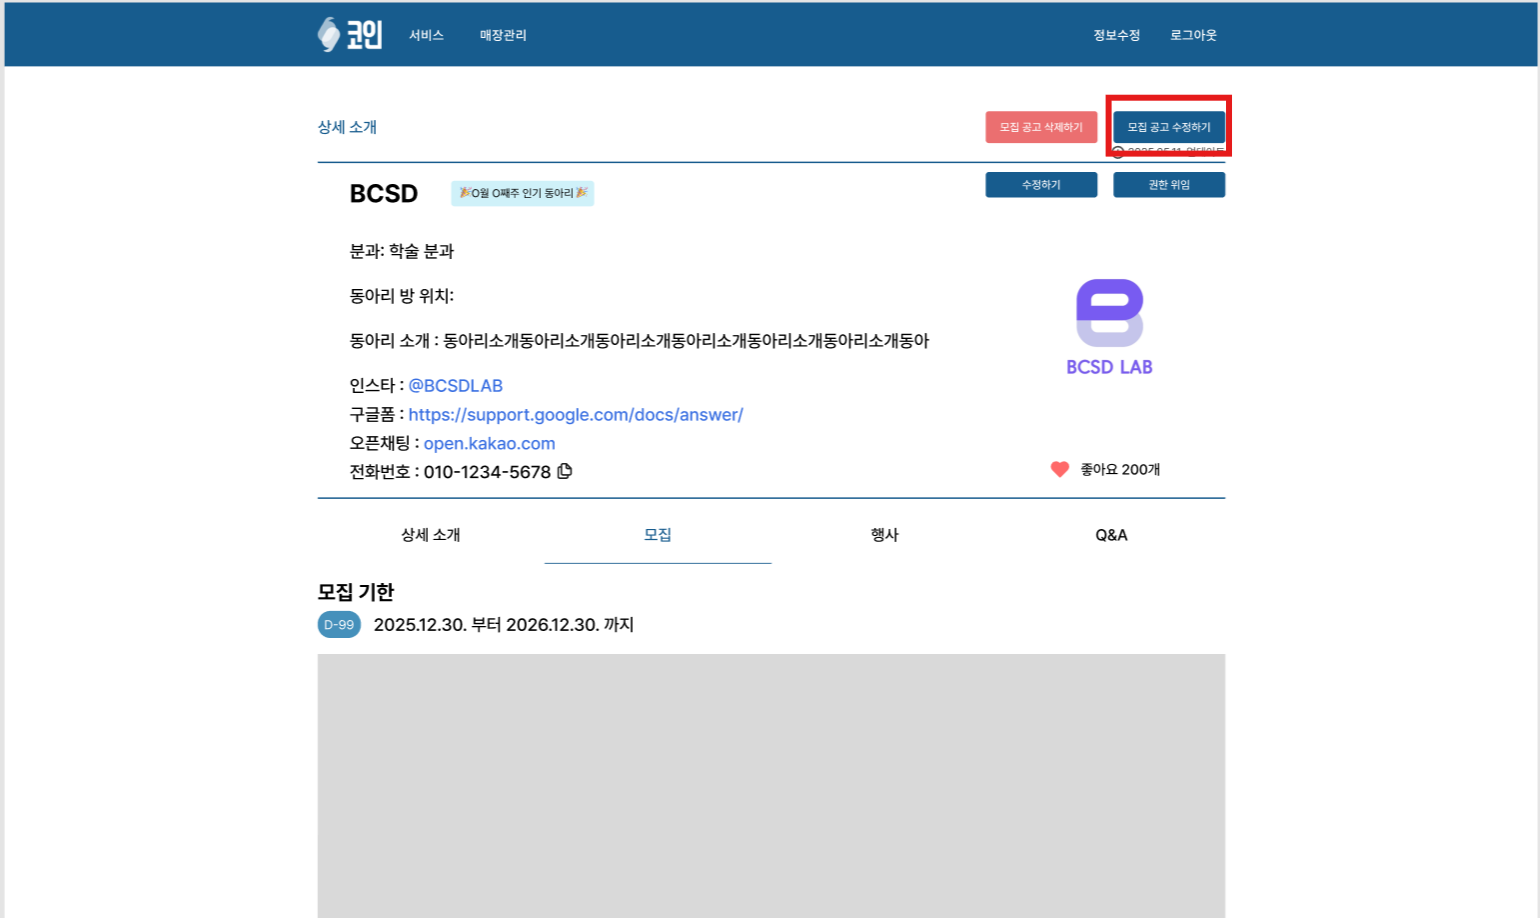 코인 서비스 매장관리 정보수정 로그아웃
상세 소개 모집 공고 삭제하기 모집 공고 수정하기
2025.05.11. 업데이트
BCSD 🎉O월 O째주 인기 동아리🎉 수정하기 권한 위임
분과: 학술 분과
동아리 방 위치:
동아리 소개 : 동아리소개동아리소개동아리소개동아리소개동아리소개동아리소개동아
BCSD LAB
인스타 : @BCSDLAB
구글폼 : https://support.google.com/docs/answer/
오픈채팅 : open.kakao.com
전화번호 : 010-1234-5678
좋아요 200개
상세 소개 모집 행사 Q&A
모집 기한
D-99 2025.12.30. 부터 2026.12.30. 까지